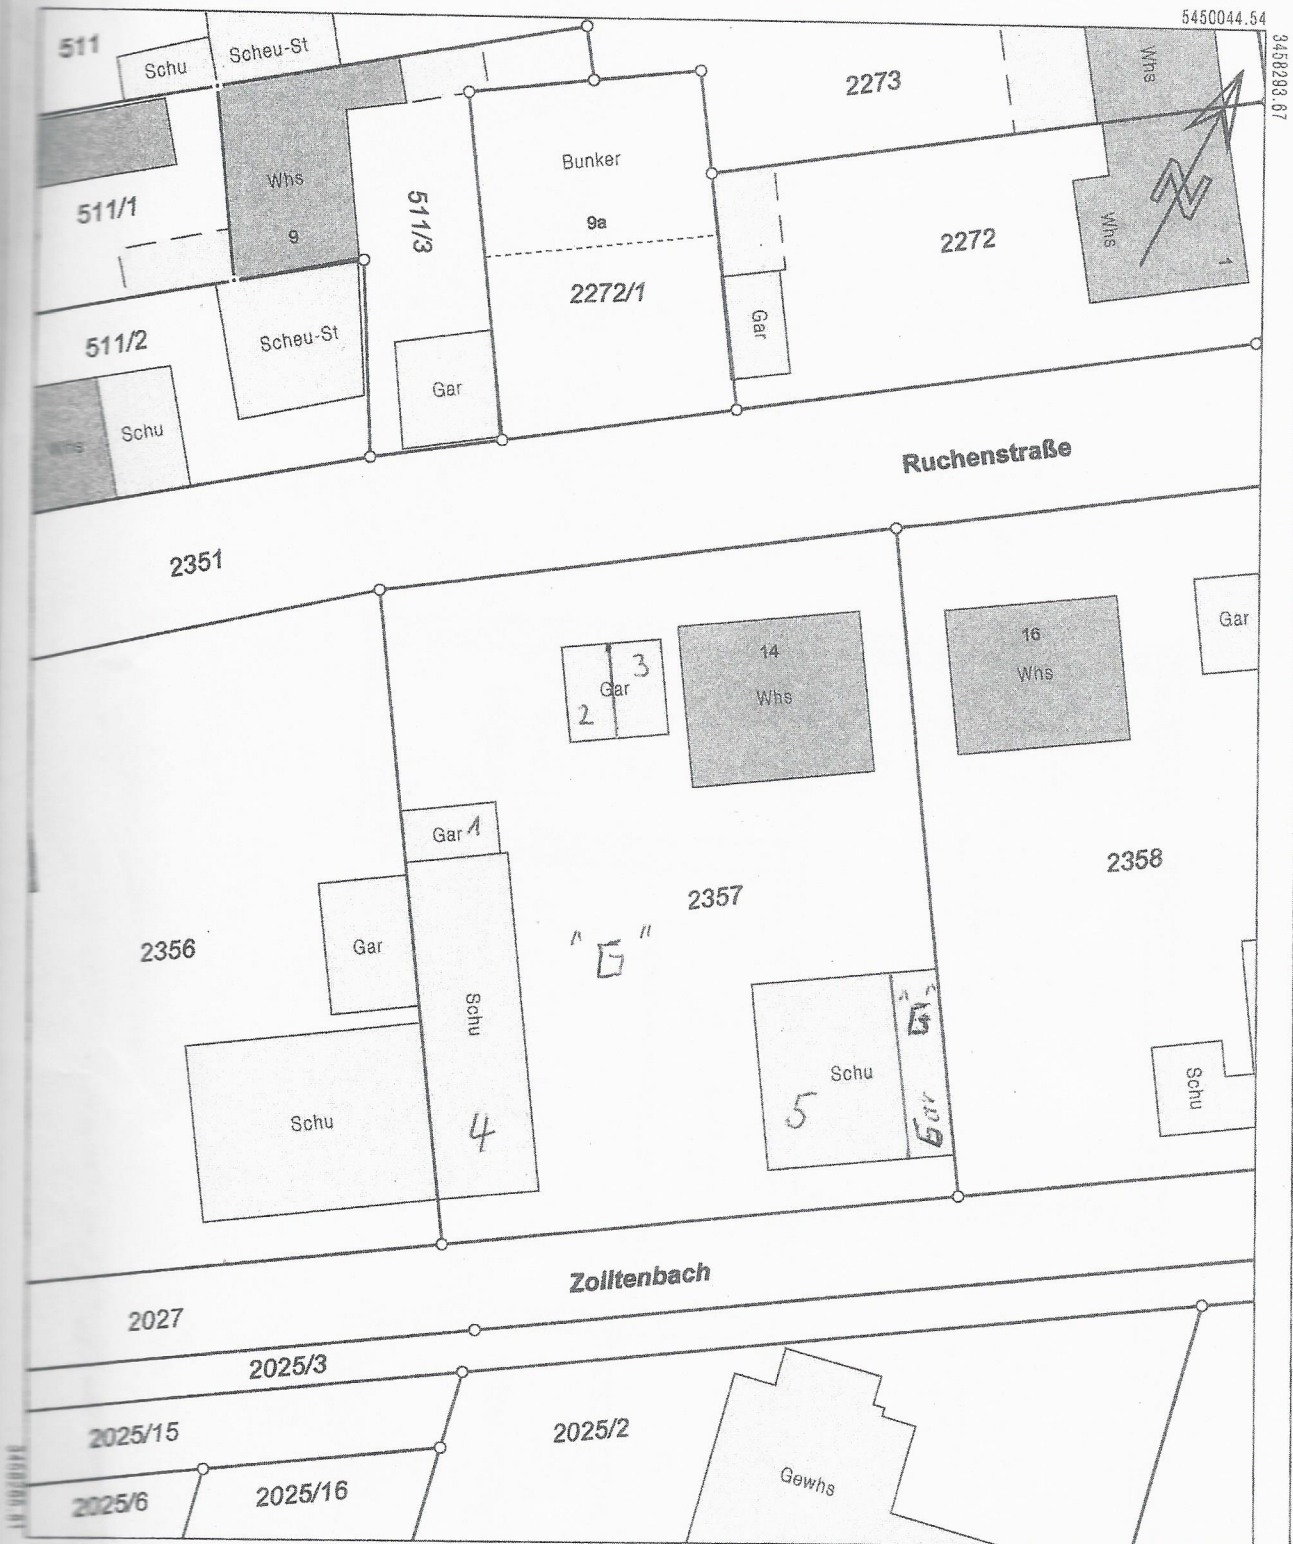 5450044.54
3458293.67
511
Schu
Scheu-St
2273
Whs
Bunker
Whs
9
511/1
511/3
9a
2272
Whs
1
2272/1
511/2
Scheu-St
Gar
Gar
Whs
Schu
Ruchenstraße
2351
14
Whs
16
Whs
Gar
Gar
2
3
Gar 1
2357
2358
2356
Gar
"G"
Schu
4
Schu
5
"G"
Gar
Schu
Schu
Zolltenbach
2027
2025/3
2025/15
2025/2
2025/6
2025/16
Gewhs